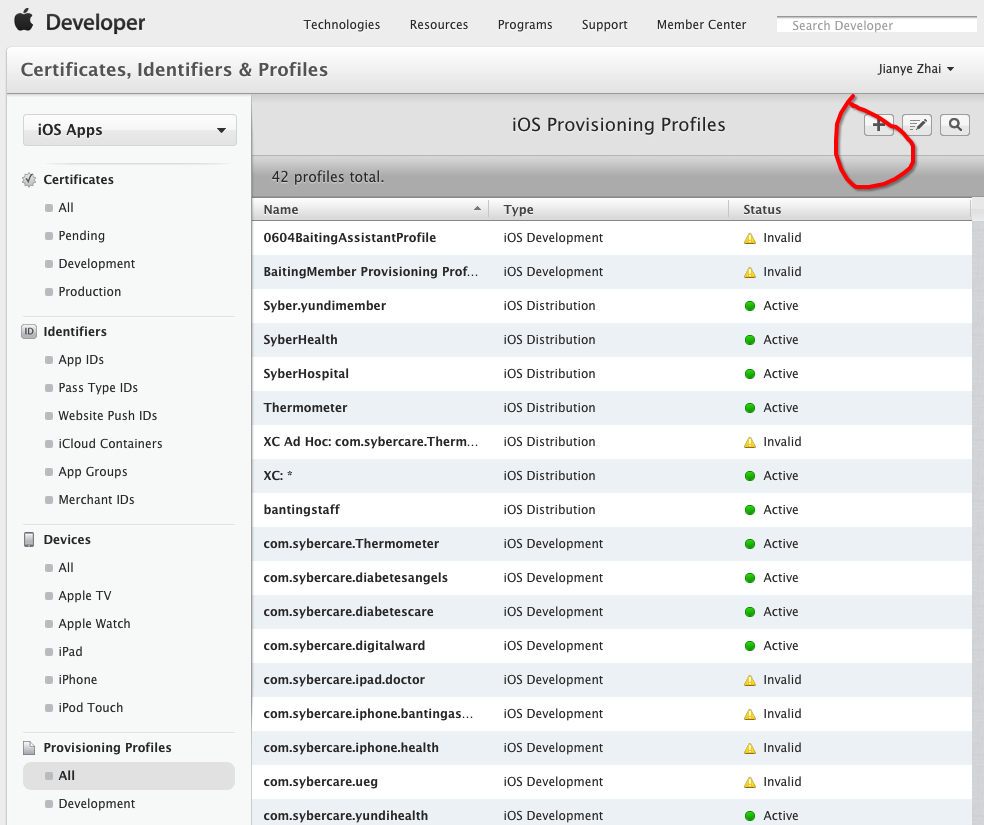 Developer
Technologies Resources Programs Support Member Center Search Developer
Certificates, Identifiers & Profiles
Jianye Zhai
iOS Apps
Certificates
All
Pending
Development
Production
ID Identifiers
App IDs
Pass Type IDs
Website Push IDs
iCloud Containers
App Groups
Merchant IDs
Devices
All
Apple TV
Apple Watch
iPad
iPhone
iPod Touch
Provisioning Profiles
All
Development
iOS Provisioning Profiles
42 profiles total.
Name Type Status
0604BaitingAssistantProfile iOS Development Invalid
BaitingMember Provisioning Prof... iOS Development Invalid
Syber.yundimember iOS Distribution Active
SyberHealth iOS Distribution Active
SyberHospital iOS Distribution Active
Thermometer iOS Distribution Active
XC Ad Hoc: com.sybercare.Therm... iOS Distribution Invalid
XC: * iOS Distribution Active
bantingstaff iOS Distribution Active
com.sybercare.Thermometer iOS Development Active
com.sybercare.diabetesangels iOS Development Active
com.sybercare.diabetescare iOS Development Active
com.sybercare.digitalward iOS Development Active
com.sybercare.ipad.doctor iOS Development Invalid
com.sybercare.iphone.bantingas... iOS Development Invalid
com.sybercare.iphone.health iOS Development Invalid
com.sybercare.ueg iOS Development Invalid
com.sybercare.yundihealth iOS Development Active